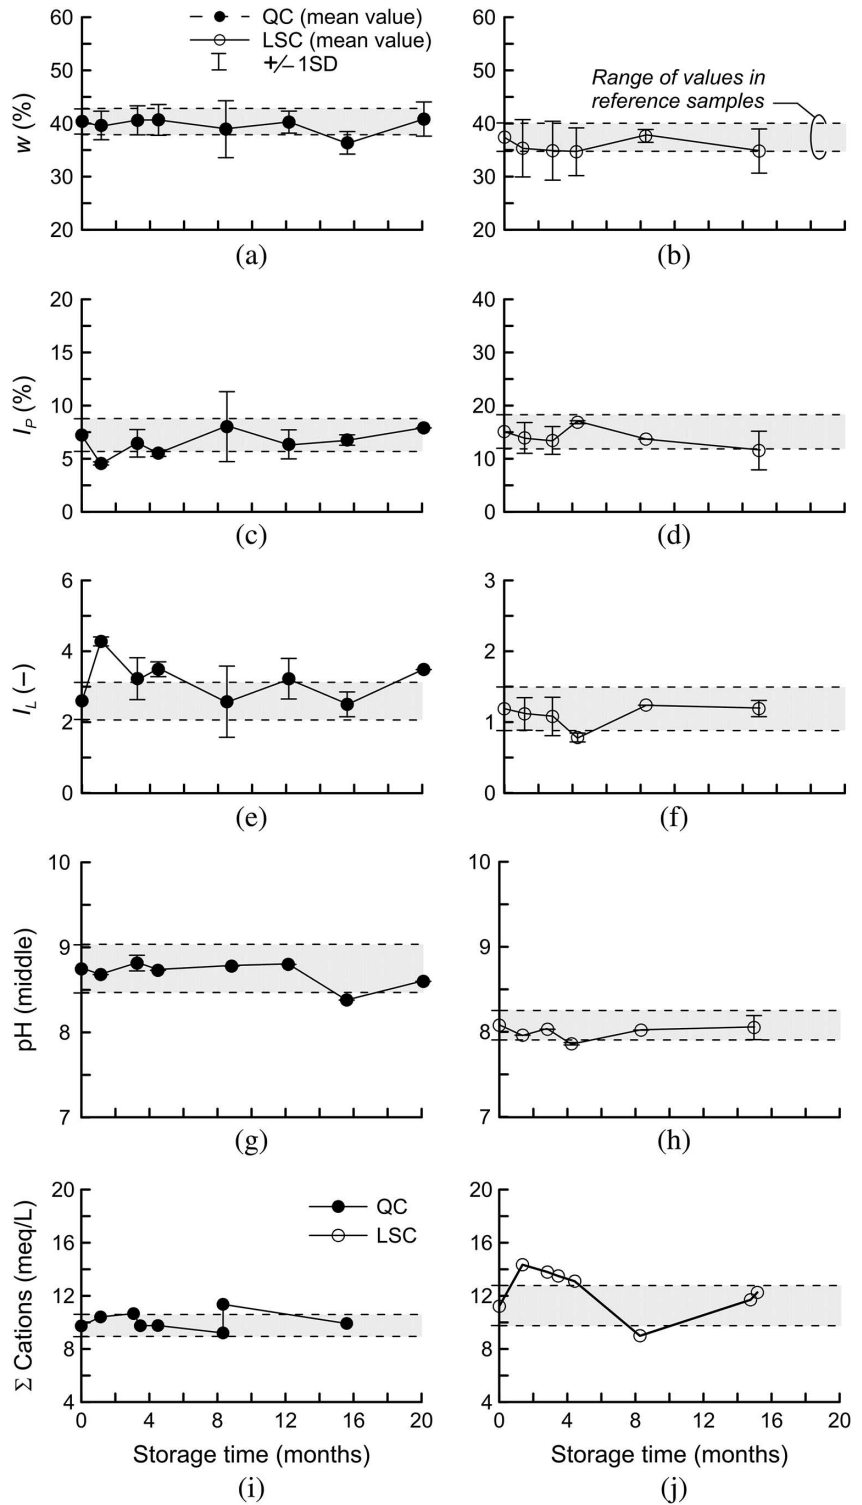 QC (mean value)
LSC (mean value)
+/− 1SD
60
50
40
30
20
w (%)
(a)
60
50
40
30
20
Range of values in
reference samples
(b)
20
15
10
5
0
I_P (%)
(c)
40
30
20
10
0
(d)
6
4
2
0
I_L (−)
(e)
3
2
1
0
(f)
10
9
8
7
pH (middle)
(g)
10
9
8
7
(h)
20
16
12
8
4
Σ Cations (meq/L)
QC
LSC
0 4 8 12 16 20
Storage time (months)
(i)
20
16
12
8
4
0 4 8 12 16 20
Storage time (months)
(j)